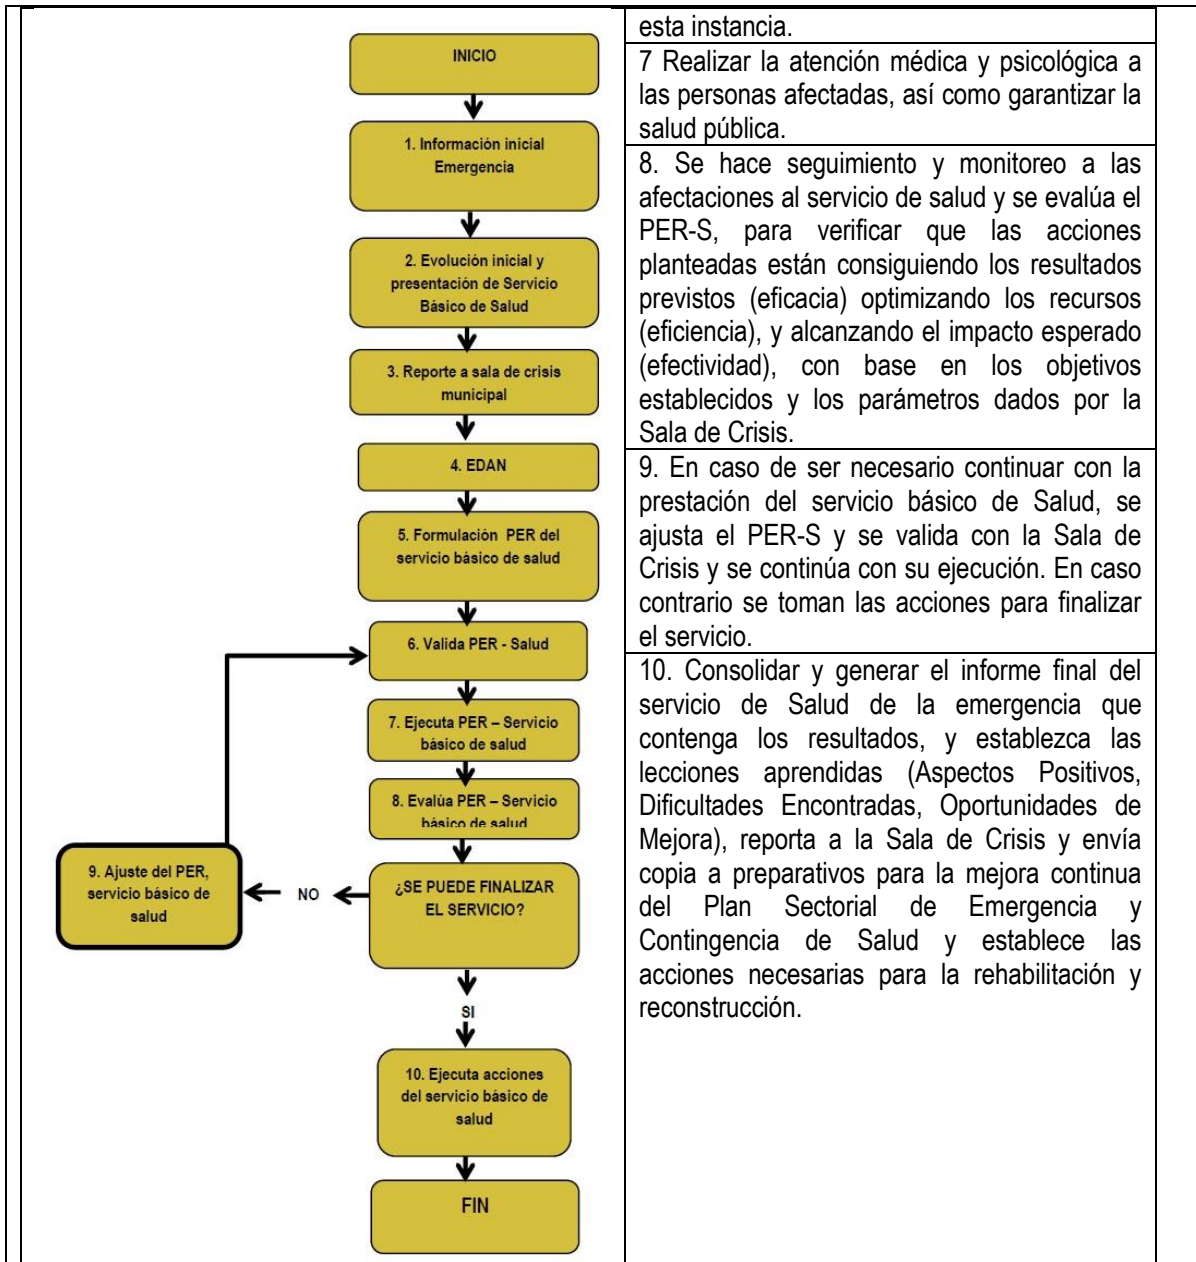 INICIO
1. Información inicial
Emergencia
2. Evolución inicial y
presentación de Servicio
Básico de Salud
3. Reporte a sala de crisis
municipal
4. EDAN
5. Formulación PER del
servicio básico de salud
6. Valida PER - Salud
7. Ejecuta PER – Servicio
básico de salud
8. Evalúa PER – Servicio
básico de salud
9. Ajuste del PER,
servicio básico de
salud
NO
¿SE PUEDE FINALIZAR
EL SERVICIO?
SI
10. Ejecuta acciones
del servicio básico de
salud
FIN
esta instancia.
7 Realizar la atención médica y psicológica a
las personas afectadas, así como garantizar la
salud pública.
8. Se hace seguimiento y monitoreo a las
afectaciones al servicio de salud y se evalúa el
PER-S, para verificar que las acciones
planteadas están consiguiendo los resultados
previstos (eficacia) optimizando los recursos
(eficiencia), y alcanzando el impacto esperado
(efectividad), con base en los objetivos
establecidos y los parámetros dados por la
Sala de Crisis.
9. En caso de ser necesario continuar con la
prestación del servicio básico de Salud, se
ajusta el PER-S y se valida con la Sala de
Crisis y se continúa con su ejecución. En caso
contrario se toman las acciones para finalizar
el servicio.
10. Consolidar y generar el informe final del
servicio de Salud de la emergencia que
contenga los resultados, y establezca las
lecciones aprendidas (Aspectos Positivos,
Dificultades Encontradas, Oportunidades de
Mejora), reporta a la Sala de Crisis y envía
copia a preparativos para la mejora continua
del Plan Sectorial de Emergencia y
Contingencia de Salud y establece las
acciones necesarias para la rehabilitación y
reconstrucción.